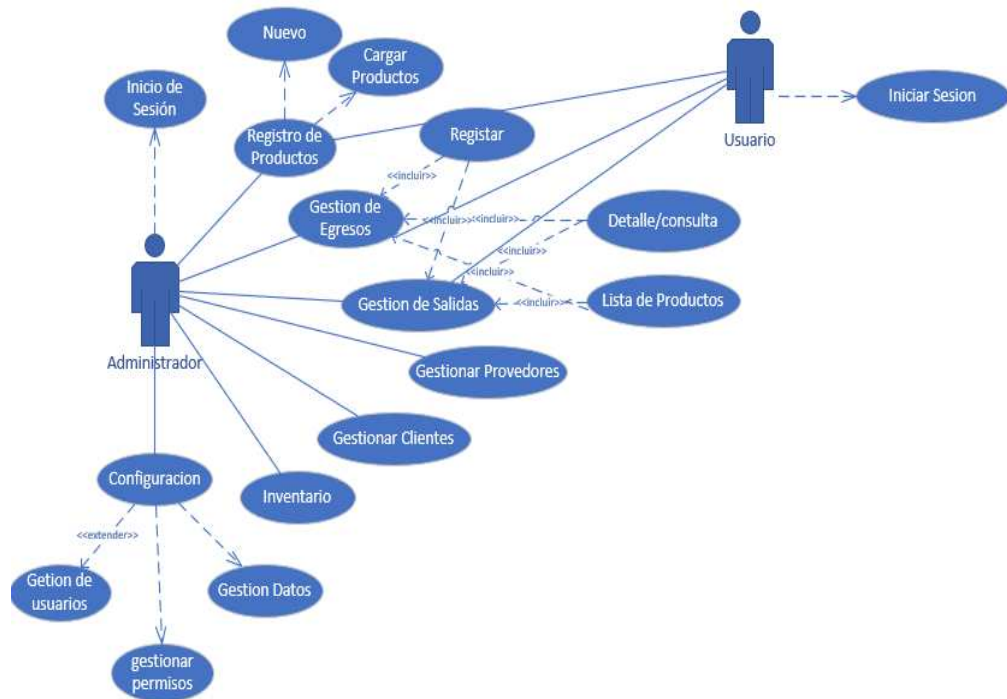 Nuevo
Cargar
Productos
Inicio de
Sesión
Iniciar Sesion
Registro de
Productos
Registar
Usuario
<<incluir>>
Gestion de
Egresos
<<incluir>>
<<incluir>>
Detalle/consulta
<<incluir>>
<<incluir>>
Gestion de Salidas
<<incluir>>
Lista de Productos
Administrador
Gestionar Provedores
Gestionar Clientes
Configuracion
Inventario
<<extender>>
Getion de
usuarios
Gestion Datos
gestionar
permisos